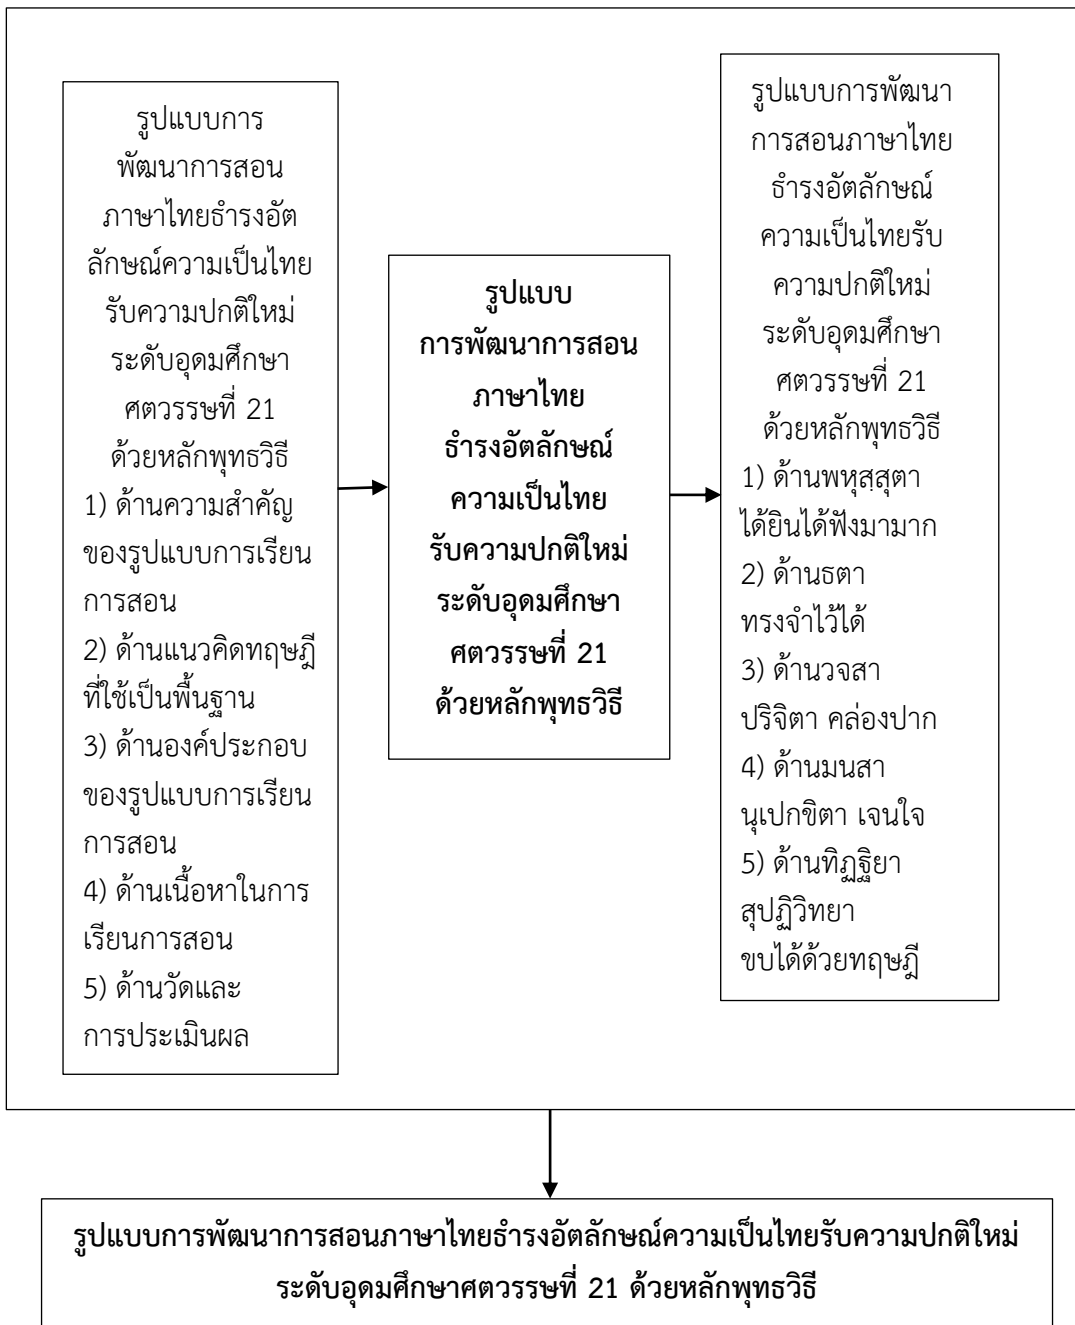 รูปแบบการ
พัฒนาการสอน
ภาษาไทยธำรงอัต
ลักษณ์ความเป็นไทย
รับความปกติใหม่
ระดับอุดมศึกษา
ศตวรรษที่ 21
ด้วยหลักพุทธวิธี
1) ด้านความสำคัญ
ของรูปแบบการเรียน
การสอน
2) ด้านแนวคิดทฤษฎี
ที่ใช้เป็นพื้นฐาน
3) ด้านองค์ประกอบ
ของรูปแบบการเรียน
การสอน
4) ด้านเนื้อหาในการ
เรียนการสอน
5) ด้านวัดและ
การประเมินผล
รูปแบบ
การพัฒนาการสอน
ภาษาไทย
ธำรงอัตลักษณ์
ความเป็นไทย
รับความปกติใหม่
ระดับอุดมศึกษา
ศตวรรษที่ 21
ด้วยหลักพุทธวิธี
รูปแบบการพัฒนา
การสอนภาษาไทย
ธำรงอัตลักษณ์
ความเป็นไทยรับ
ความปกติใหม่
ระดับอุดมศึกษา
ศตวรรษที่ 21
ด้วยหลักพุทธวิธี
1) ด้านพหุสฺสุตา
ได้ยินได้ฟังมามาก
2) ด้านธตา
ทรงจำไว้ได้
3) ด้านวจสา
ปริจิตา คล่องปาก
4) ด้านมนสา
นุเปกขิตา เจนใจ
5) ด้านทิฏฐิยา
สุปฏิวิทยา
ขบได้ด้วยทฤษฎี
รูปแบบการพัฒนาการสอนภาษาไทยธำรงอัตลักษณ์ความเป็นไทยรับความปกติใหม่
ระดับอุดมศึกษาศตวรรษที่ 21 ด้วยหลักพุทธวิธี